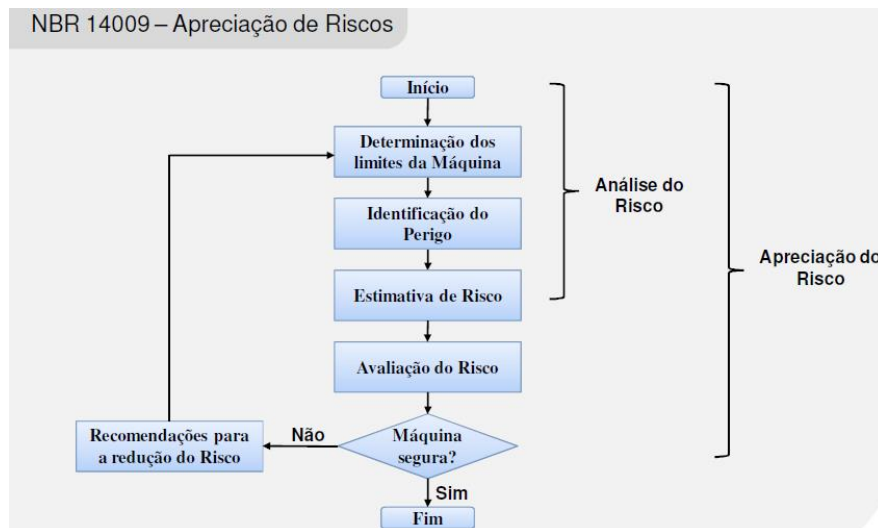 NBR 14009 – Apreciação de Riscos
Início
Determinação dos
limites da Máquina
Identificação do
Perigo
Estimativa de Risco
Análise do
Risco
Apreciação do
Risco
Avaliação do Risco
Máquina
segura?
Não
Recomendações para
a redução do Risco
Sim
Fim